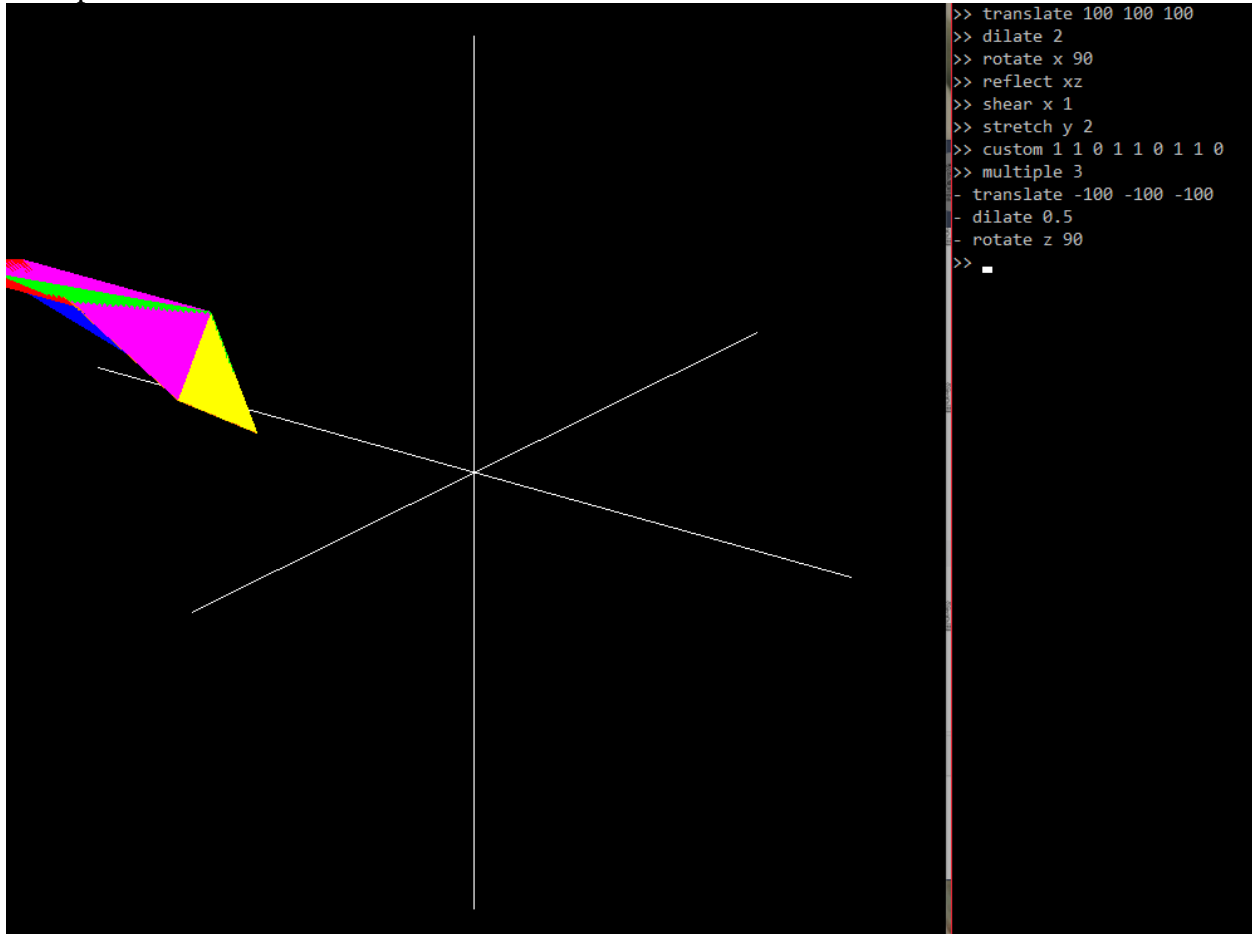 >> translate 100 100 100
>> dilate 2
>> rotate x 90
>> reflect xz
>> shear x 1
>> stretch y 2
>> custom 1 1 0 1 1 0 1 1 0
>> multiple 3
- translate -100 -100 -100
- dilate 0.5
- rotate z 90
>>